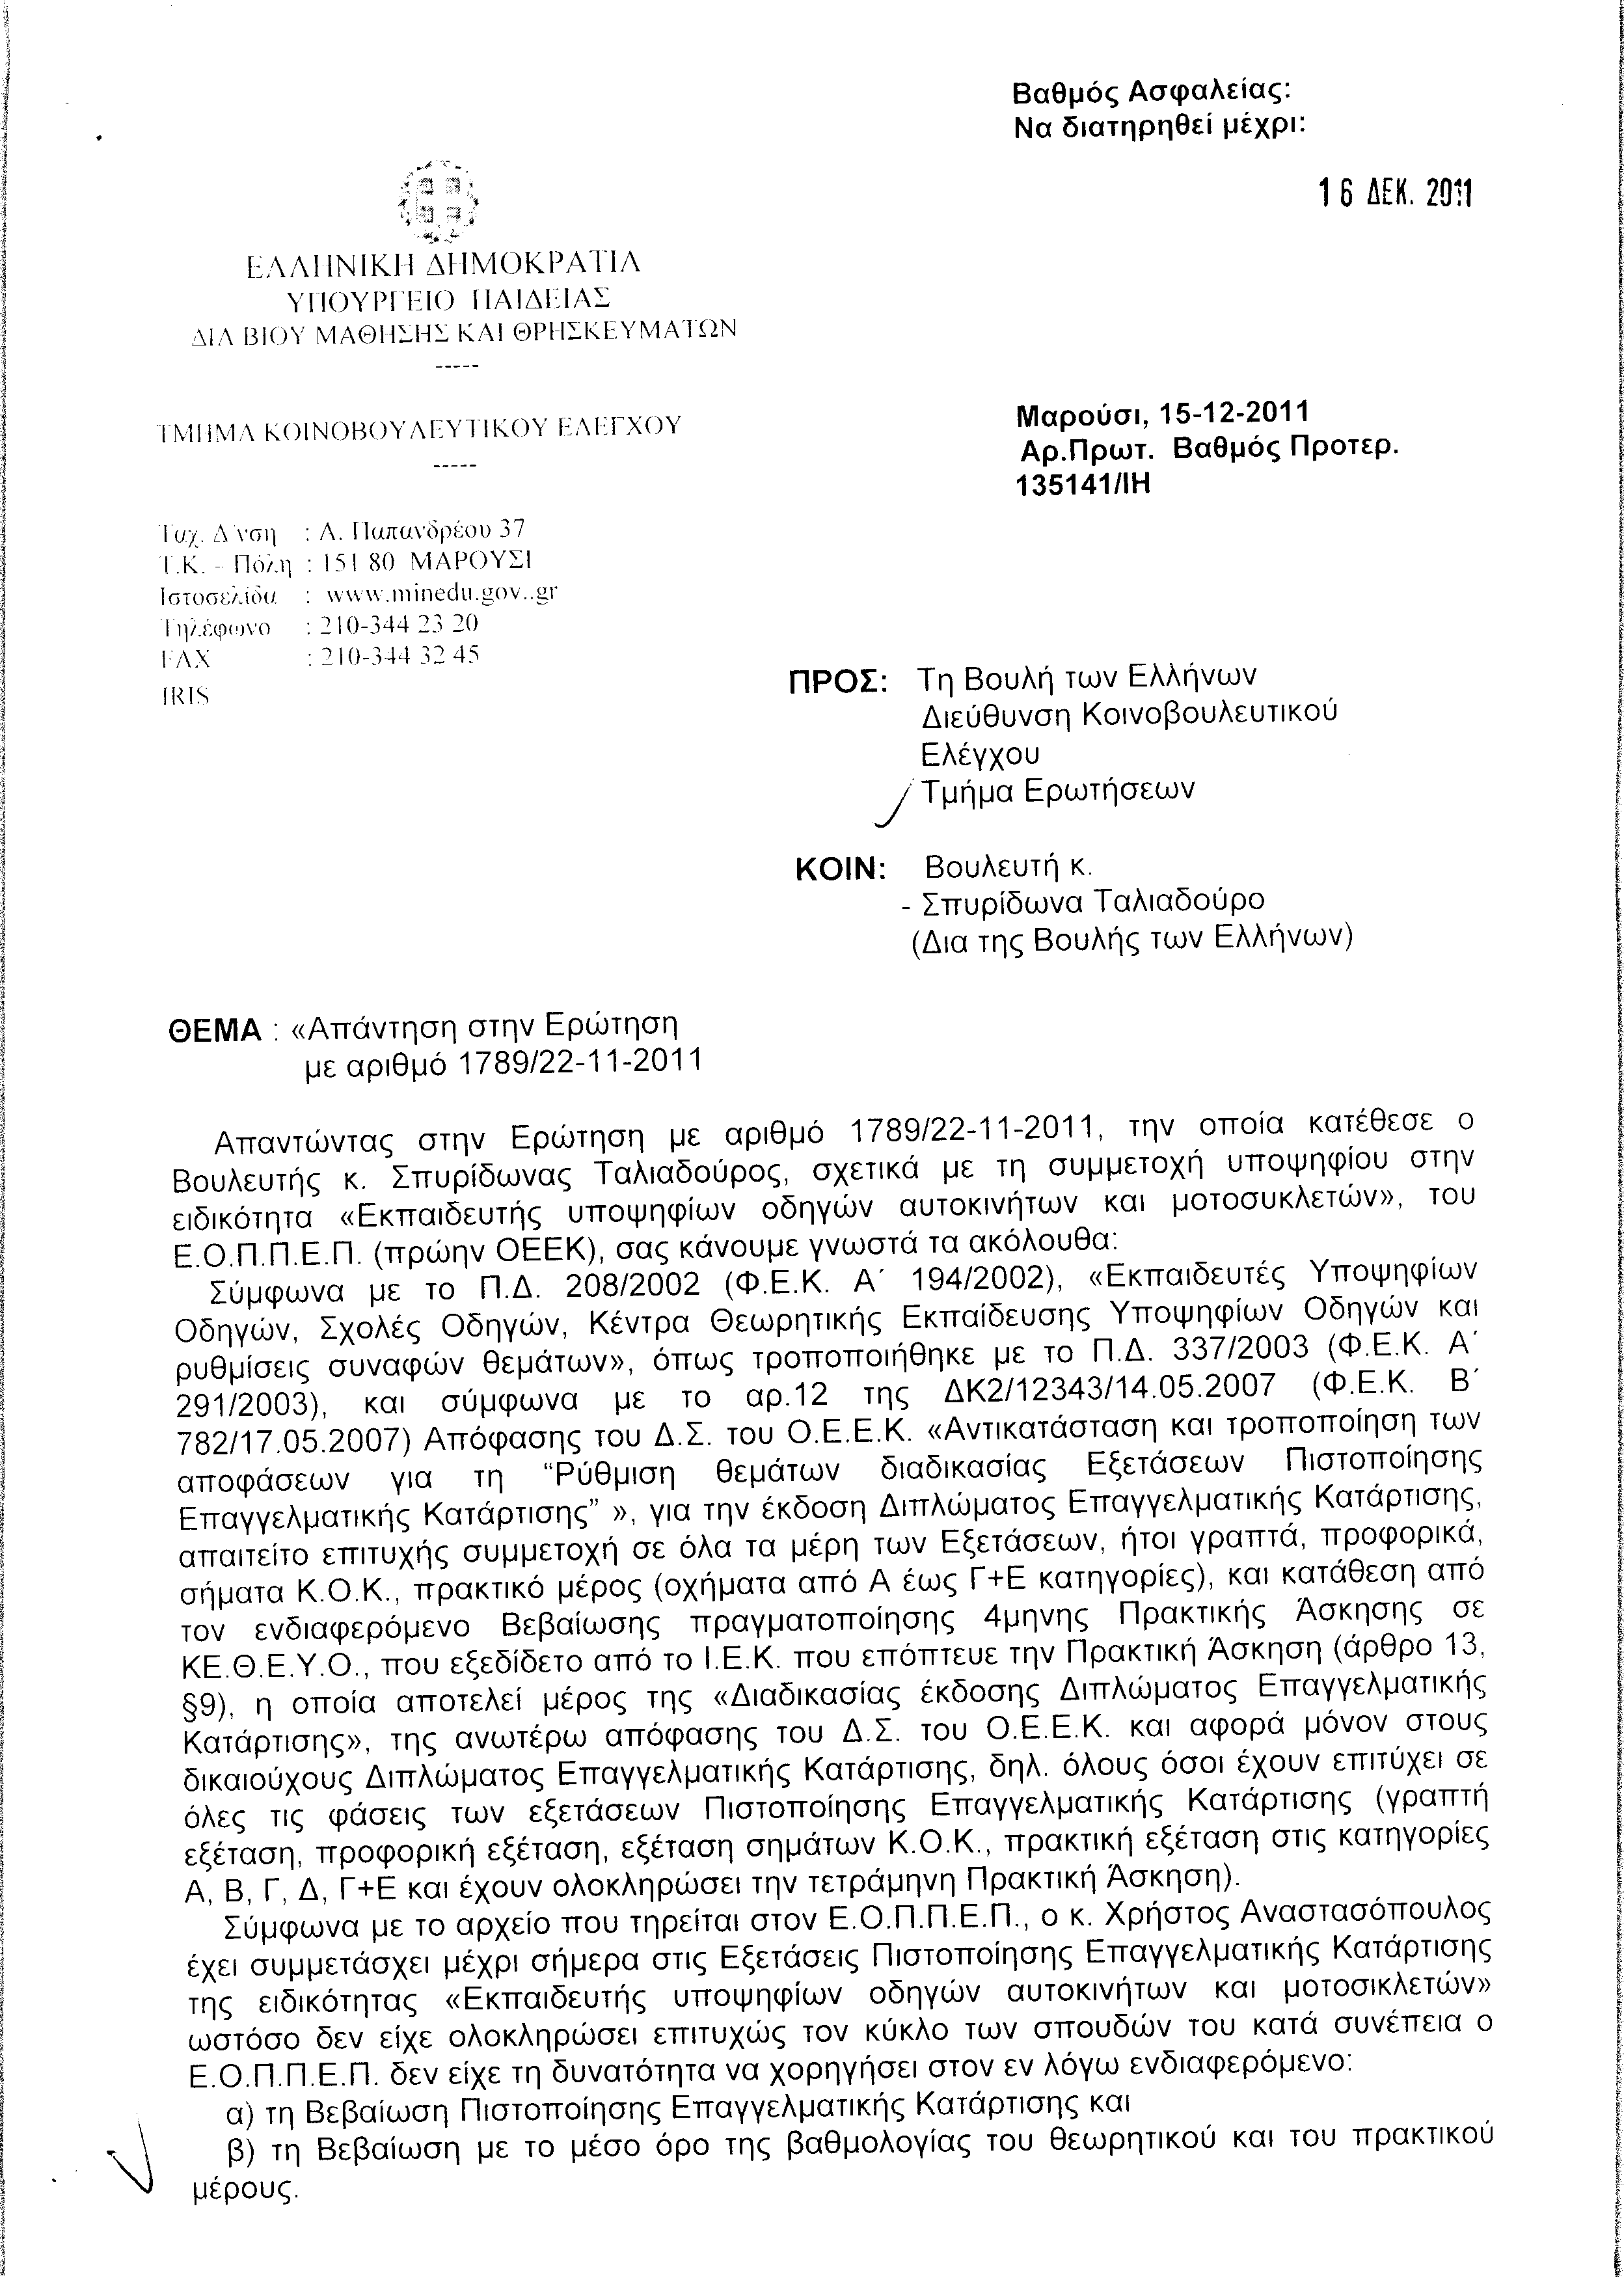 Βαθμός Ασφαλείας:
Να διατηρηθεί μέχρι:
16 ΔΕΚ. 2011
ΕΛΛΗΝΙΚΗ ΔΗΜΟΚΡΑΤΙΑ
ΥΠΟΥΡΓΕΙΟ ΠΑΙΔΕΙΑΣ
ΔΙΑ ΒΙΟΥ ΜΑΘΗΣΗΣ ΚΑΙ ΘΡΗΣΚΕΥΜΑΤΩΝ
-----
ΤΜΗΜΑ ΚΟΙΝΟΒΟΥΛΕΥΤΙΚΟΥ ΕΛΕΓΧΟΥ
-----
Μαρούσι, 15-12-2011
Αρ.Πρωτ. Βαθμός Προτερ.
135141/ΙΗ
Ταχ. Δ νση : Α. Παπανδρέου 37
Τ.Κ. - Πόλη : 151 80 ΜΑΡΟΥΣΙ
Ιστοσελίδα : www.minedu.gov..gr
Τηλέφωνο : 210-344 23 20
FAX : 210-344 32 45
IRIS
ΠΡΟΣ: Τη Βουλή των Ελλήνων
Διεύθυνση Κοινοβουλευτικού
Ελέγχου
Τμήμα Ερωτήσεων
ΚΟΙΝ: Βουλευτή κ.
- Σπυρίδωνα Ταλιαδούρο
(Δια της Βουλής των Ελλήνων)
ΘΕΜΑ : «Απάντηση στην Ερώτηση
με αριθμό 1789/22-11-2011
Απαντώντας στην Ερώτηση με αριθμό 1789/22-11-2011, την οποία κατέθεσε ο
Βουλευτής κ. Σπυρίδωνας Ταλιαδούρος, σχετικά με τη συμμετοχή υποψηφίου στην
ειδικότητα «Εκπαιδευτής υποψηφίων οδηγών αυτοκινήτων και μοτοσυκλετών», του
Ε.Ο.Π.Π.Ε.Π. (πρώην ΟΕΕΚ), σας κάνουμε γνωστά τα ακόλουθα:
Σύμφωνα με το Π.Δ. 208/2002 (Φ.Ε.Κ. Α΄ 194/2002), «Εκπαιδευτές Υποψηφίων
Οδηγών, Σχολές Οδηγών, Κέντρα Θεωρητικής Εκπαίδευσης Υποψηφίων Οδηγών και
ρυθμίσεις συναφών θεμάτων», όπως τροποποιήθηκε με το Π.Δ. 337/2003 (Φ.Ε.Κ. Α΄
291/2003), και σύμφωνα με το αρ.12 της ΔΚ2/12343/14.05.2007 (Φ.Ε.Κ. Β΄
782/17.05.2007) Απόφασης του Δ.Σ. του Ο.Ε.Ε.Κ. «Αντικατάσταση και τροποποίηση των
αποφάσεων για τη “Ρύθμιση θεμάτων διαδικασίας Εξετάσεων Πιστοποίησης
Επαγγελματικής Κατάρτισης” », για την έκδοση Διπλώματος Επαγγελματικής Κατάρτισης,
απαιτείτο επιτυχής συμμετοχή σε όλα τα μέρη των Εξετάσεων, ήτοι γραπτά, προφορικά,
σήματα Κ.Ο.Κ., πρακτικό μέρος (οχήματα από Α έως Γ+Ε κατηγορίες), και κατάθεση από
τον ενδιαφερόμενο Βεβαίωσης πραγματοποίησης 4μηνης Πρακτικής Άσκησης σε
ΚΕ.Θ.Ε.Υ.Ο., που εξεδίδετο από το Ι.Ε.Κ. που επόπτευε την Πρακτική Άσκηση (άρθρο 13,
§9), η οποία αποτελεί μέρος της «Διαδικασίας έκδοσης Διπλώματος Επαγγελματικής
Κατάρτισης», της ανωτέρω απόφασης του Δ.Σ. του Ο.Ε.Ε.Κ. και αφορά μόνον στους
δικαιούχους Διπλώματος Επαγγελματικής Κατάρτισης, δηλ. όλους όσοι έχουν επιτύχει σε
όλες τις φάσεις των εξετάσεων Πιστοποίησης Επαγγελματικής Κατάρτισης (γραπτή
εξέταση, προφορική εξέταση, εξέταση σημάτων Κ.Ο.Κ., πρακτική εξέταση στις κατηγορίες
Α, Β, Γ, Δ, Γ+Ε και έχουν ολοκληρώσει την τετράμηνη Πρακτική Άσκηση).
Σύμφωνα με το αρχείο που τηρείται στον Ε.Ο.Π.Π.Ε.Π., ο κ. Χρήστος Αναστασόπουλος
έχει συμμετάσχει μέχρι σήμερα στις Εξετάσεις Πιστοποίησης Επαγγελματικής Κατάρτισης
της ειδικότητας «Εκπαιδευτής υποψηφίων οδηγών αυτοκινήτων και μοτοσικλετών»
ωστόσο δεν είχε ολοκληρώσει επιτυχώς τον κύκλο των σπουδών του κατά συνέπεια ο
Ε.Ο.Π.Π.Ε.Π. δεν είχε τη δυνατότητα να χορηγήσει στον εν λόγω ενδιαφερόμενο:
α) τη Βεβαίωση Πιστοποίησης Επαγγελματικής Κατάρτισης και
β) τη Βεβαίωση με το μέσο όρο της βαθμολογίας του θεωρητικού και του πρακτικού
μέρους.